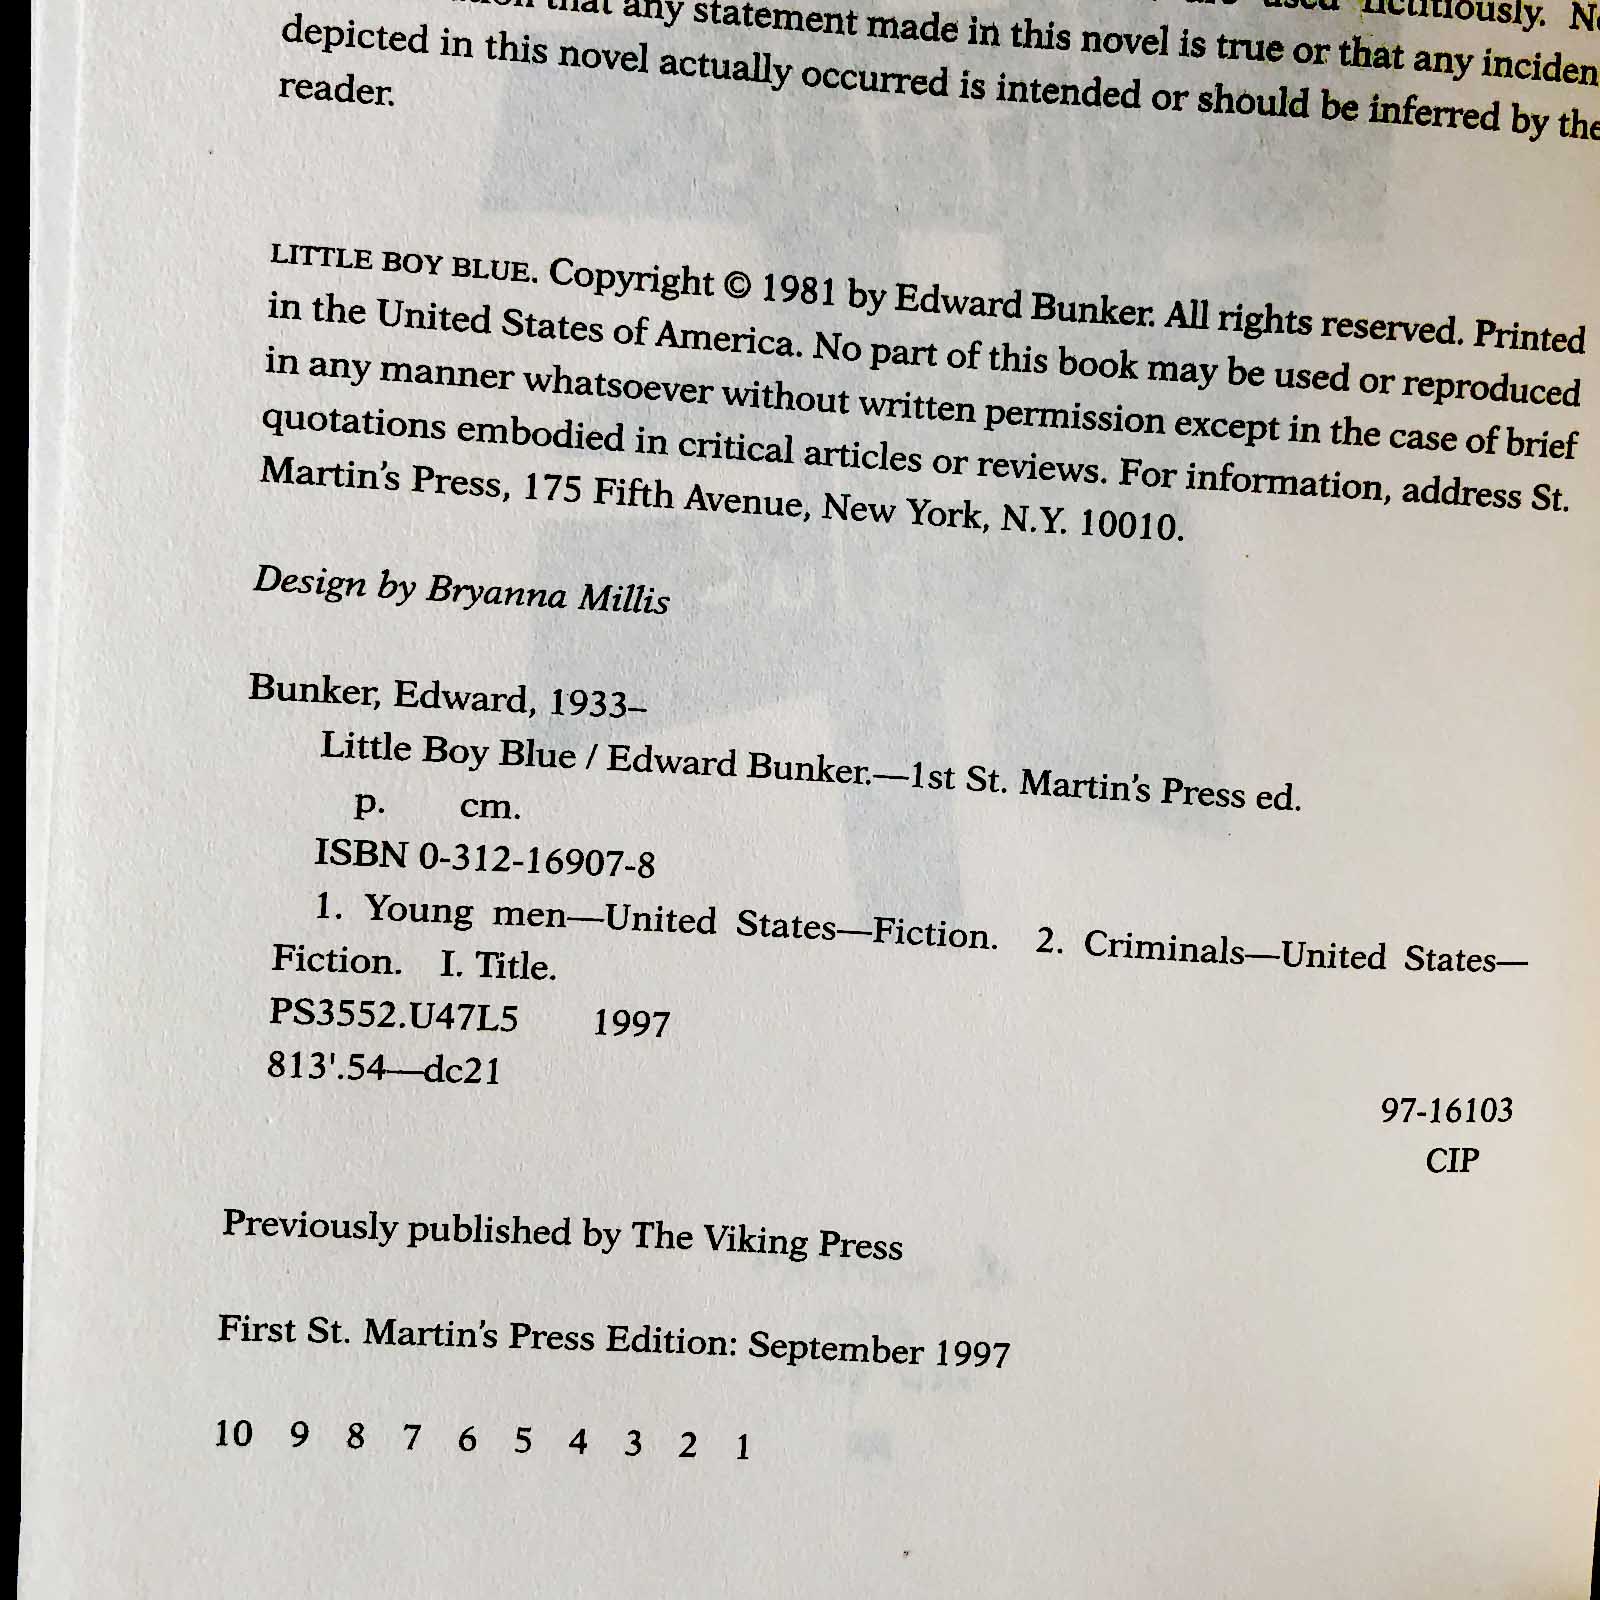 that any statement made in this novel is true or that any inciden
depicted in this novel actually occurred is intended or should be inferred by the
reader.
LITTLE BOY BLUE. Copyright © 1981 by Edward Bunker. All rights reserved. Printed
in the United States of America. No part of this book may be used or reproduced
in any manner whatsoever without written permission except in the case of brief
quotations embodied in critical articles or reviews. For information, address St.
Martin's Press, 175 Fifth Avenue, New York, N.Y. 10010.
Design by Bryanna Millis
Bunker, Edward, 1933–
Little Boy Blue / Edward Bunker.—1st St. Martin's Press ed.
p. cm.
ISBN 0-312-16907-8
1. Young men—United States—Fiction. 2. Criminals—United States—
Fiction. I. Title.
PS3552.U47L5 1997
813'.54—dc21
97-16103
CIP
Previously published by The Viking Press
First St. Martin's Press Edition: September 1997
10 9 8 7 6 5 4 3 2 1